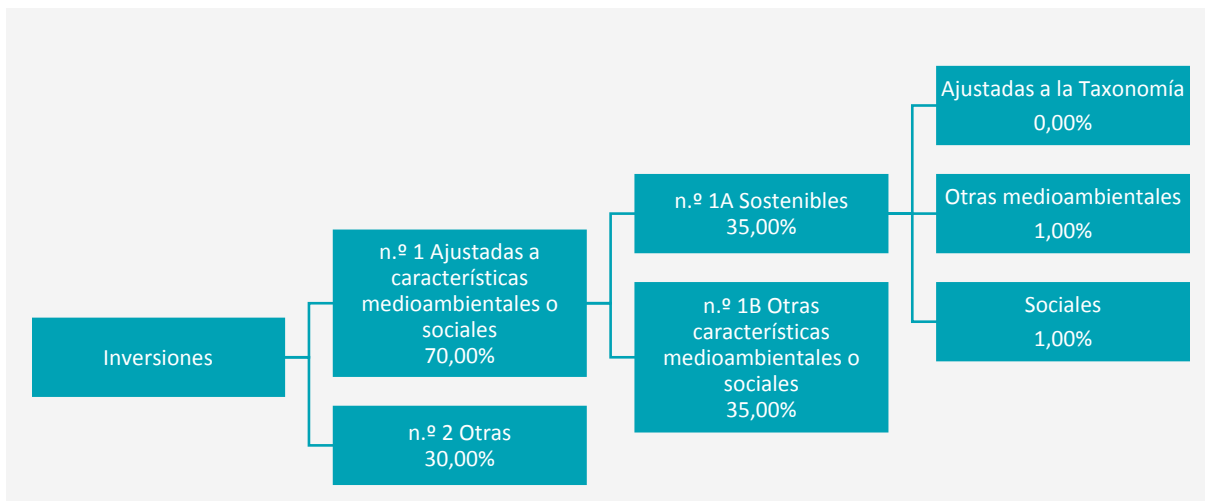 Inversiones
n.º 1 Ajustadas a
características
medioambientales o
sociales
70,00%
n.º 2 Otras
30,00%
n.º 1A Sostenibles
35,00%
n.º 1B Otras
características
medioambientales o
sociales
35,00%
Ajustadas a la Taxonomía
0,00%
Otras medioambientales
1,00%
Sociales
1,00%